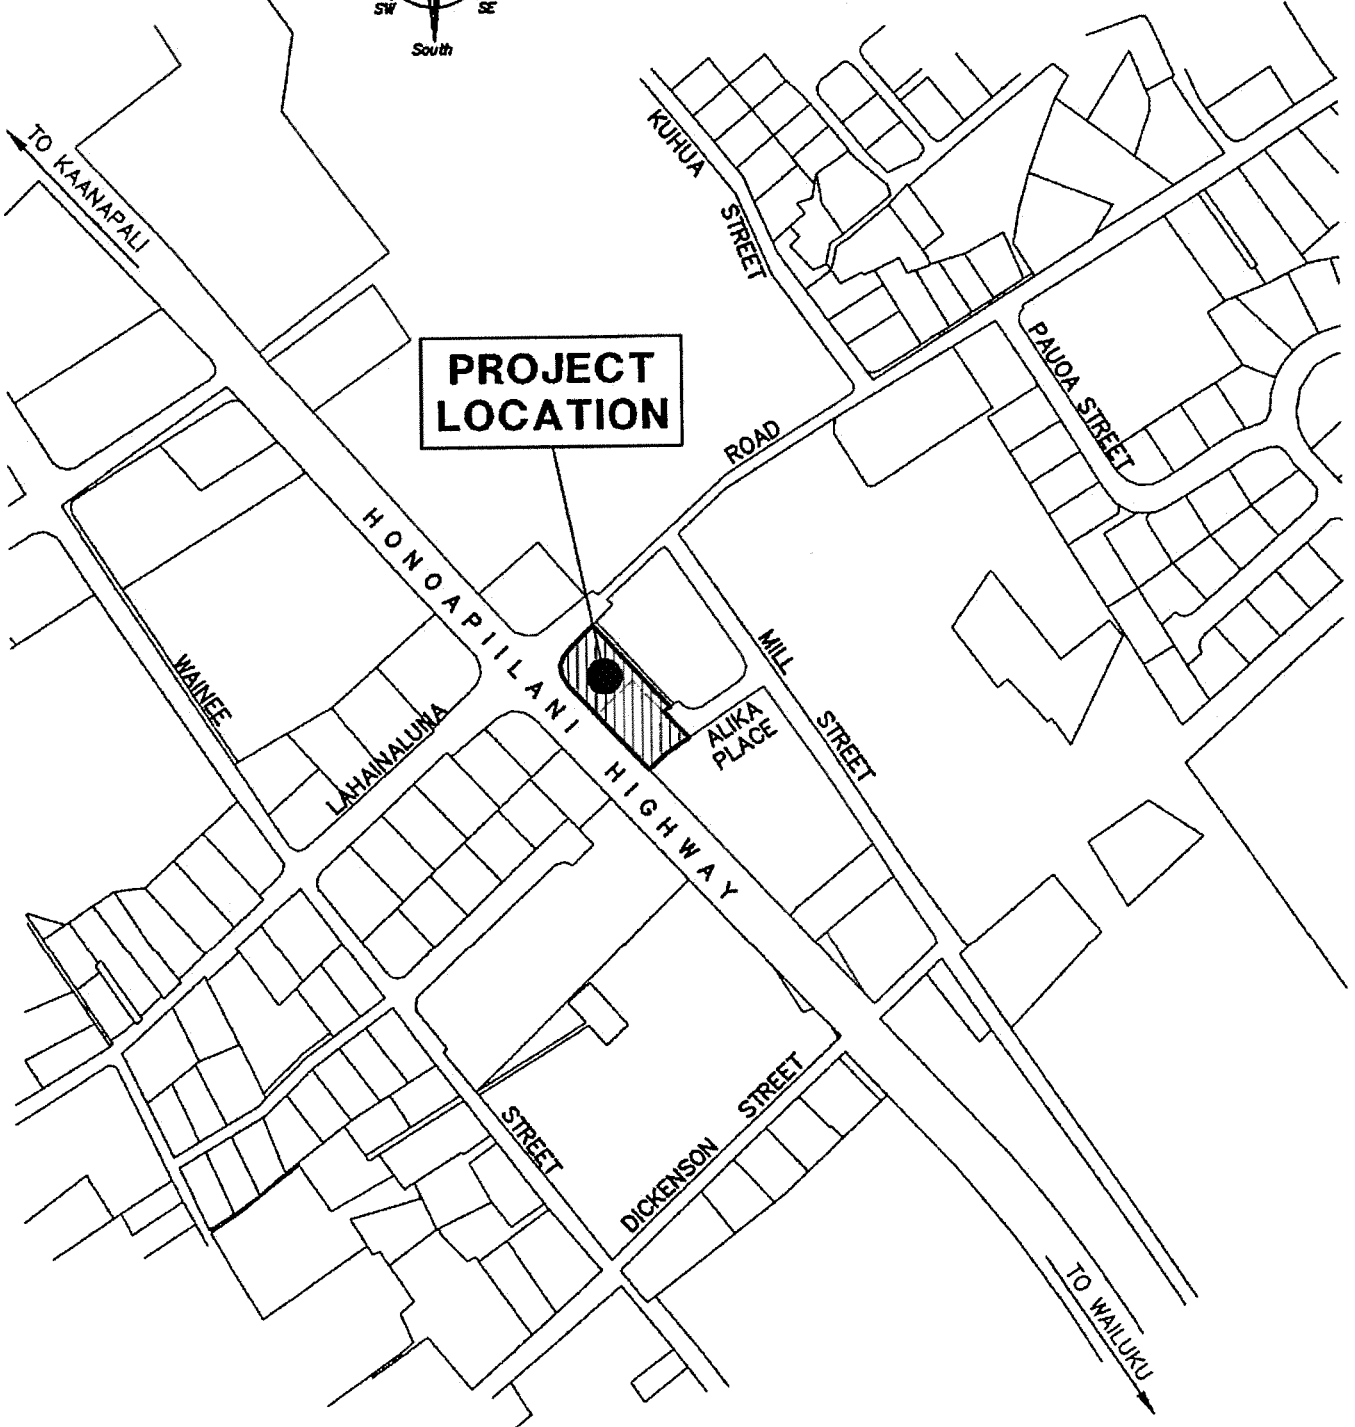 SW
SE
South
TO KAANAPALI
KUHUA
STREET
PROJECT
LOCATION
PAUOA STREET
ROAD
HONOAPIILANI HIGHWAY
WAINEE
LAHAINALUNA
MILL
STREET
ALIKA
PLACE
STREET
DICKENSON
STREET
TO WAILUKU